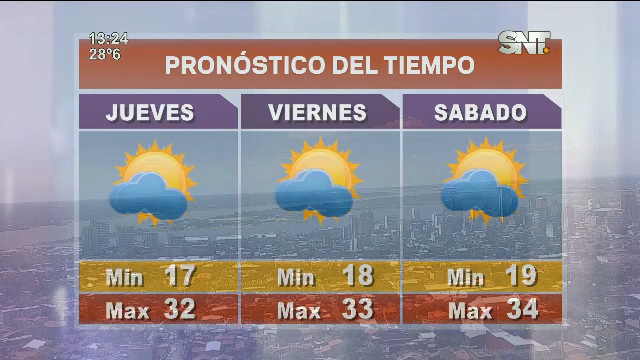 13:24
28°6
SNT
PRONÓSTICO DEL TIEMPO
JUEVES
VIERNES
SABADO
Min 17
Min 18
Min 19
Max 32
Max 33
Max 34